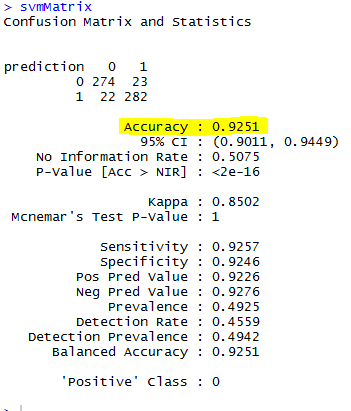 > svmMatrix
Confusion Matrix and Statistics
prediction 0 1
0 274 23
1 22 282
Accuracy : 0.9251
95% CI : (0.9011, 0.9449)
No Information Rate : 0.5075
P-Value [Acc > NIR] : <2e-16
Kappa : 0.8502
Mcnemar's Test P-Value : 1
Sensitivity : 0.9257
Specificity : 0.9246
Pos Pred Value : 0.9226
Neg Pred Value : 0.9276
Prevalence : 0.4925
Detection Rate : 0.4559
Detection Prevalence : 0.4942
Balanced Accuracy : 0.9251
'Positive' Class : 0
>